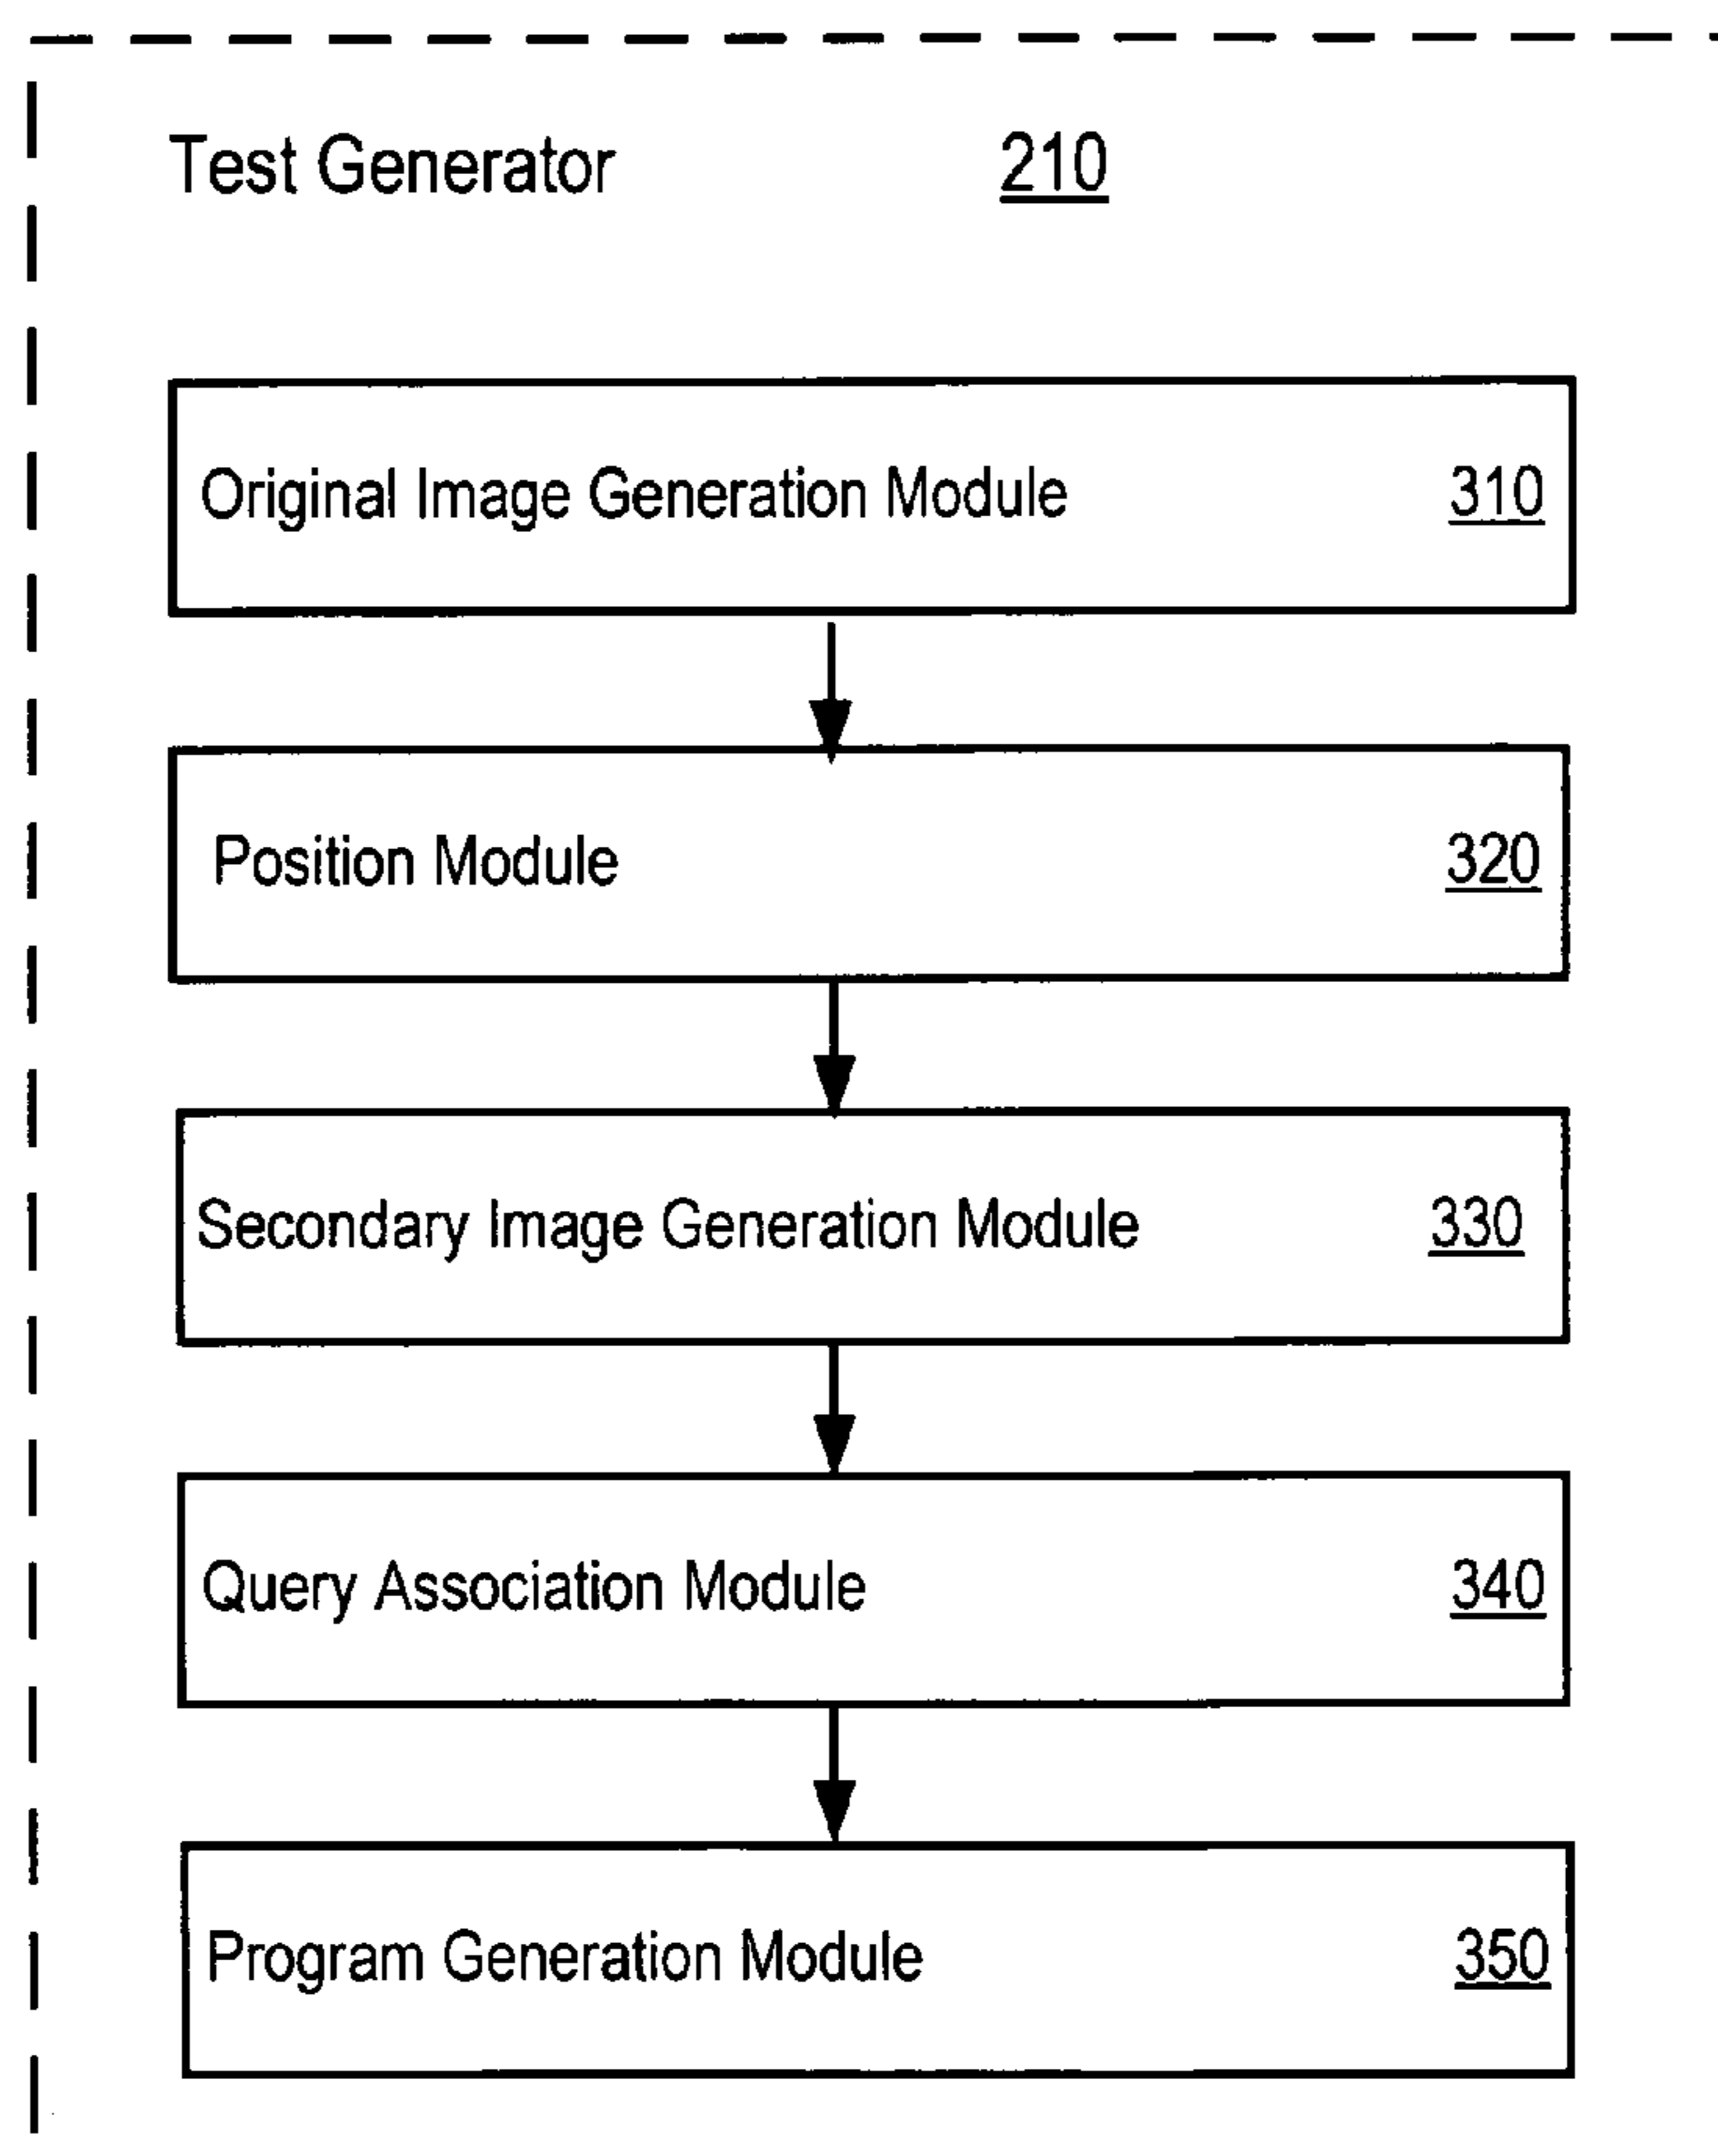 Test Generator 210
Original Image Generation Module 310
Position Module 320
Secondary Image Generation Module 330
Query Association Module 340
Program Generation Module 350